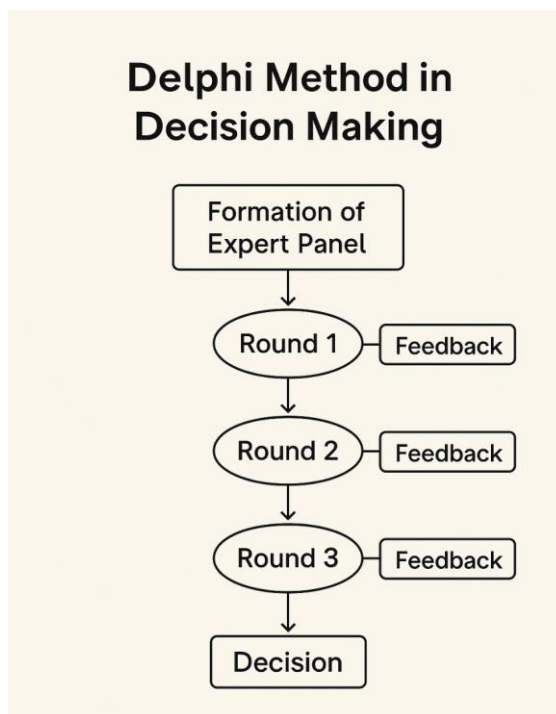 Delphi Method in
Decision Making
Formation of
Expert Panel
Round 1
Feedback
Round 2
Feedback
Round 3
Feedback
Decision